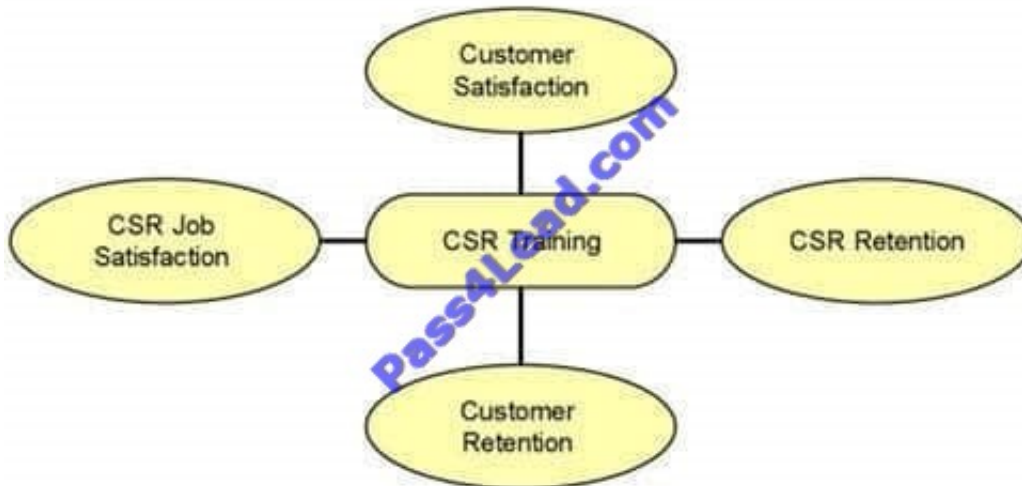 Customer
Satisfaction
CSR Job
Satisfaction
CSR Training
CSR Retention
Customer
Retention
Pass4Lead.com